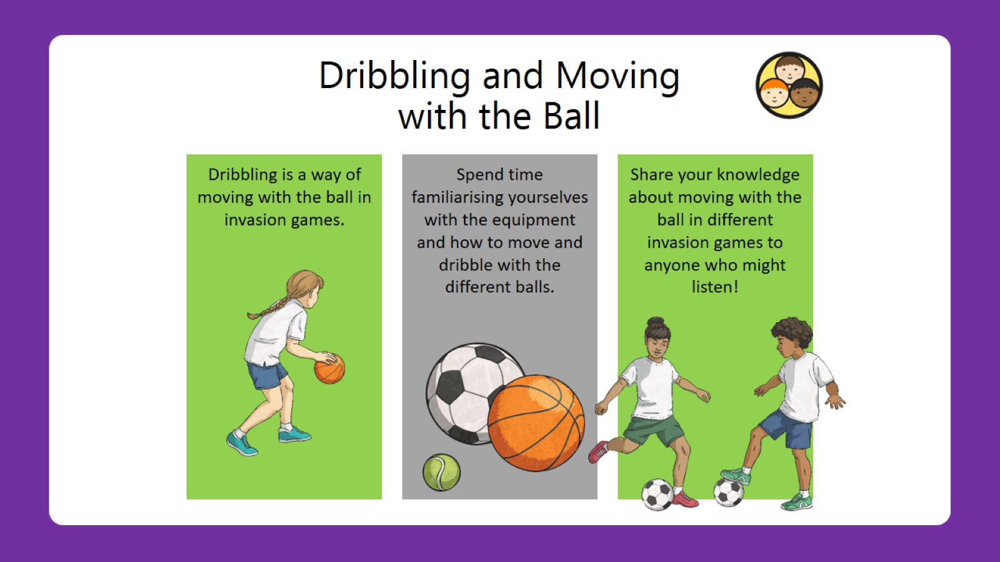 Dribbling and Moving
with the Ball
Dribbling is a way of
moving with the ball in
invasion games.
Spend time
familiarising yourselves
with the equipment
and how to move and
dribble with the
different balls.
Share your knowledge
about moving with the
ball in different
invasion games to
anyone who might
listen!